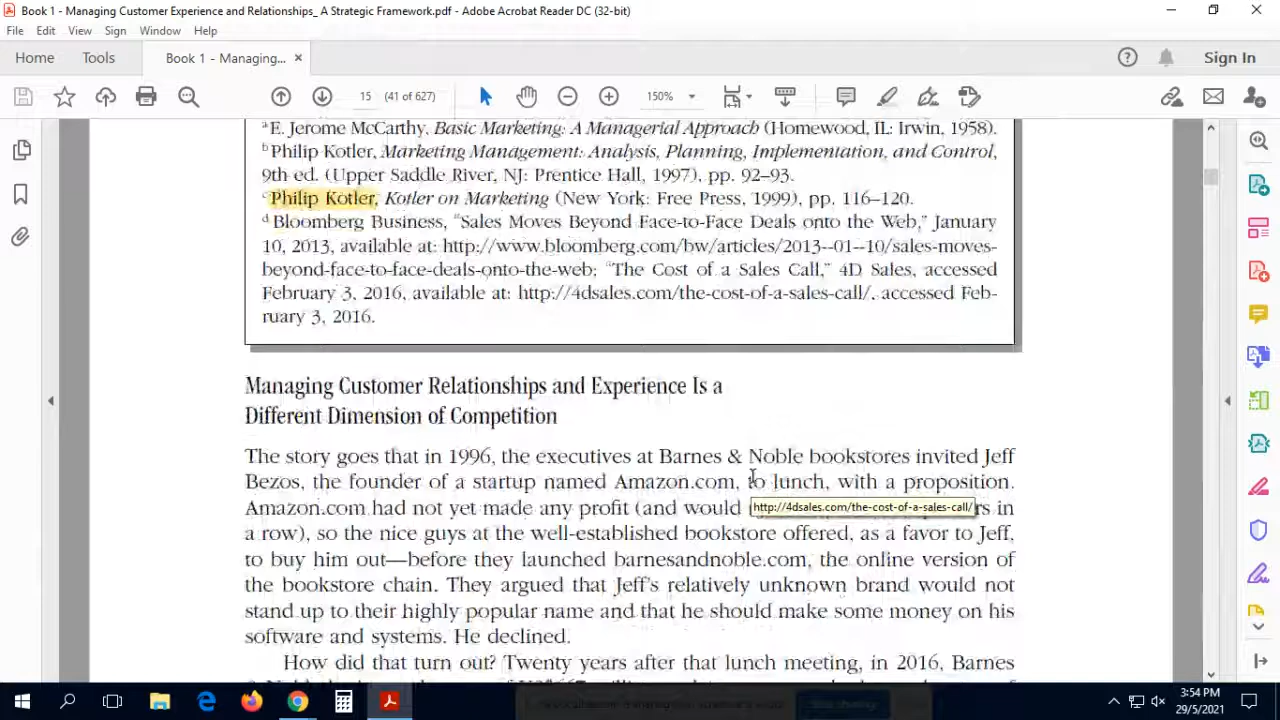 Book 1 - Managing Customer Experience and Relationships_ A Strategic Framework.pdf - Adobe Acrobat Reader DC (32-bit)
File Edit View Sign Window Help
Home Tools Book 1 - Managing... ×
Sign In
15 (41 of 627) 150%
a E. Jerome McCarthy, Basic Marketing: A Managerial Approach (Homewood, IL: Irwin, 1958).
b Philip Kotler, Marketing Management: Analysis, Planning, Implementation, and Control,
9th ed. (Upper Saddle River, NJ: Prentice Hall, 1997), pp. 92–93.
c Philip Kotler, Kotler on Marketing (New York: Free Press, 1999), pp. 116–120.
d Bloomberg Business, “Sales Moves Beyond Face-to-Face Deals onto the Web,” January
10, 2013, available at: http://www.bloomberg.com/bw/articles/2013--01--10/sales-moves-
beyond-face-to-face-deals-onto-the-web; “The Cost of a Sales Call,” 4D Sales, accessed
February 3, 2016, available at: http://4dsales.com/the-cost-of-a-sales-call/, accessed Feb-
ruary 3, 2016.
Managing Customer Relationships and Experience Is a
Different Dimension of Competition
The story goes that in 1996, the executives at Barnes & Noble bookstores invited Jeff
Bezos, the founder of a startup named Amazon.com, to lunch, with a proposition.
Amazon.com had not yet made any profit (and would http://4dsales.com/the-cost-of-a-sales-call/ rs in
a row), so the nice guys at the well-established bookstore offered, as a favor to Jeff,
to buy him out—before they launched barnesandnoble.com, the online version of
the bookstore chain. They argued that Jeff’s relatively unknown brand would not
stand up to their highly popular name and that he should make some money on his
software and systems. He declined.
How did that turn out? Twenty years after that lunch meeting, in 2016, Barnes
3:54 PM
29/5/2021